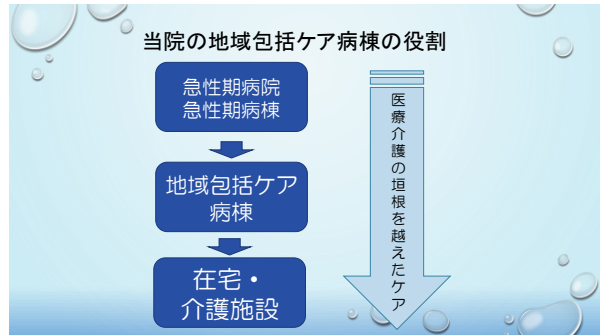 当院の地域包括ケア病棟の役割
急性期病院
急性期病棟
地域包括ケア
病棟
在宅・
介護施設
医療介護の垣根を越えたケア